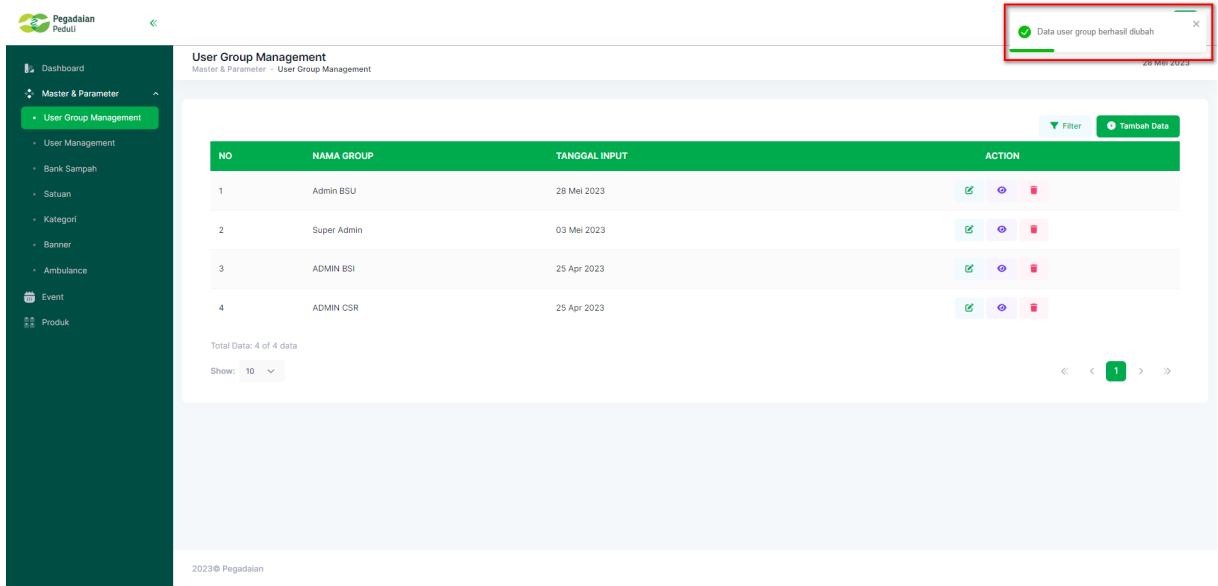 Pegadaian
Peduli
Data user group berhasil diubah
User Group Management
Master & Parameter - User Group Management
28 Mei 2023
Dashboard
Master & Parameter
User Group Management
User Management
Bank Sampah
Satuan
Kategori
Banner
Ambulance
Event
Produk
Filter
Tambah Data
NO NAMA GROUP TANGGAL INPUT ACTION
1 Admin BSU 28 Mei 2023
2 Super Admin 03 Mei 2023
3 ADMIN BSI 25 Apr 2023
4 ADMIN CSR 25 Apr 2023
Total Data: 4 of 4 data
Show: 10
1
2023© Pegadaian